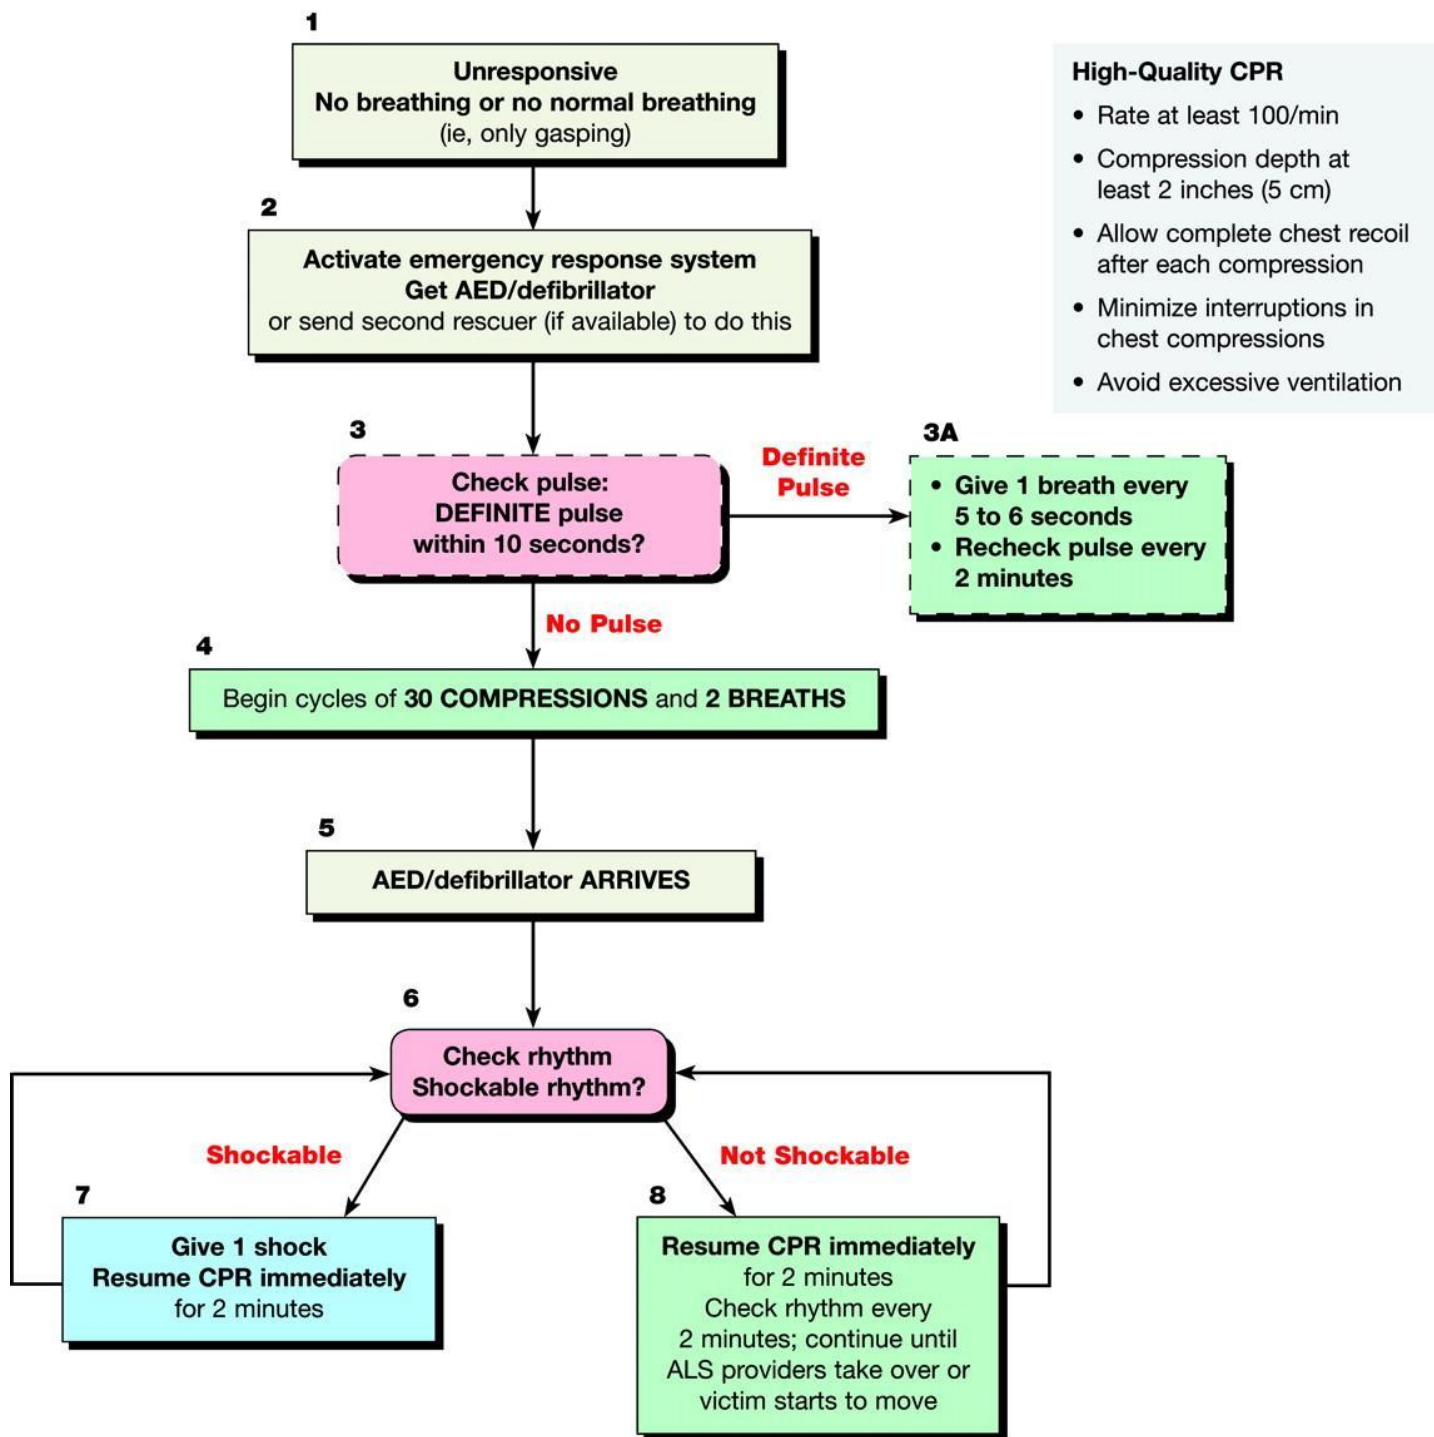 1
Unresponsive
No breathing or no normal breathing
(ie, only gasping)
High-Quality CPR
• Rate at least 100/min
• Compression depth at
least 2 inches (5 cm)
• Allow complete chest recoil
after each compression
• Minimize interruptions in
chest compressions
• Avoid excessive ventilation
2
Activate emergency response system
Get AED/defibrillator
or send second rescuer (if available) to do this
3
Check pulse:
DEFINITE pulse
within 10 seconds?
Definite
Pulse
3A
• Give 1 breath every
5 to 6 seconds
• Recheck pulse every
2 minutes
No Pulse
4
Begin cycles of 30 COMPRESSIONS and 2 BREATHS
5
AED/defibrillator ARRIVES
6
Check rhythm
Shockable rhythm?
Shockable
Not Shockable
7
Give 1 shock
Resume CPR immediately
for 2 minutes
8
Resume CPR immediately
for 2 minutes
Check rhythm every
2 minutes; continue until
ALS providers take over or
victim starts to move